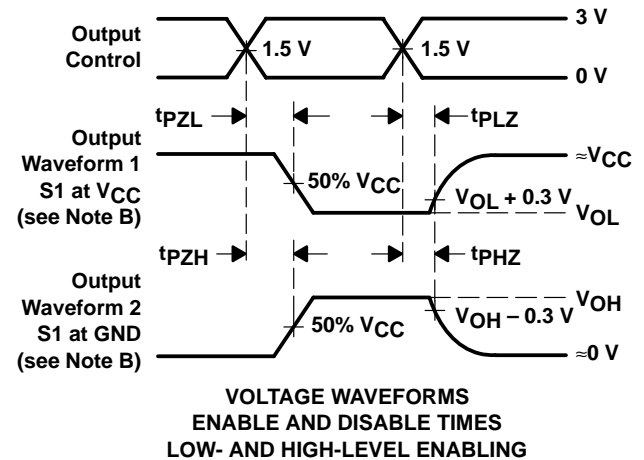 3 V
Output
Control
1.5 V
1.5 V
0 V
tPZL
tPLZ
Output
Waveform 1
S1 at VCC
(see Note B)
≈VCC
50% VCC
VOL + 0.3 V
VOL
tPZH
tPHZ
Output
Waveform 2
S1 at GND
(see Note B)
VOH
50% VCC
VOH − 0.3 V
≈0 V
VOLTAGE WAVEFORMS
ENABLE AND DISABLE TIMES
LOW- AND HIGH-LEVEL ENABLING